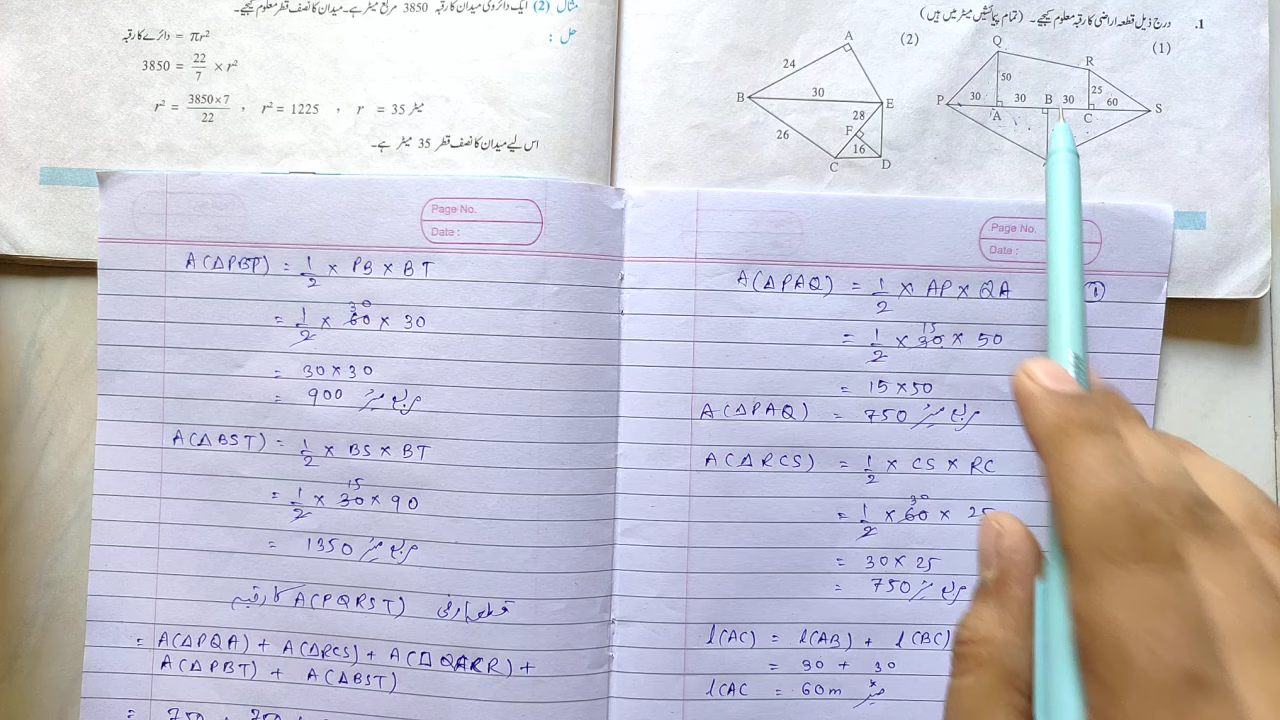 مثال (2) ایک دائروی میدان کا رقبہ 3850 مربع میٹر ہے۔ میدان کا نصف قطر معلوم کیجیے۔
حل :
دائرے کا رقبہ = πr²
3850 = 22/7 × r²
r² = 3850×7/22 , r² = 1225 , r = 35 میٹر
اس لیے میدان کا نصف قطر 35 میٹر ہے۔
1. درج ذیل قطعہ اراضی کا رقبہ معلوم کیجیے۔ (تمام پیمائشیں میٹر میں ہیں)
(1)
Q
R
50
25
P 30 A 30 B 30 C 60 S
(2)
A
24
B 30 E
28
26 F
16
C D
Page No.
Date :
A(ΔPBP) = 1/2 × PB × BT
= 1/2 × 60 × 30
30
= 30×30
= 900 مربع میٹر
A(ΔBST) = 1/2 × BS × BT
= 1/2 × 30 × 90
15
= 1350 مربع میٹر
قطعہ اراضی A(PQRST) کا رقبہ
= A(ΔPQA) + A(ΔRCS) + A(
A(ΔPBT) + A(ΔBST)
Page No.
Date :
A(ΔPAQ) = 1/2 × AP × QA ①
= 1/2 × 30 × 50
15
= 15×50
A(ΔPAQ) = 750 مربع میٹر
A(ΔRCS) = 1/2 × CS × RC
= 1/2 × 60 × 25
30
= 30×25
= 750 مربع میٹر
l(AC) = l(AB) + l(BC)
= 30 + 30
l(AC = 60m میٹر